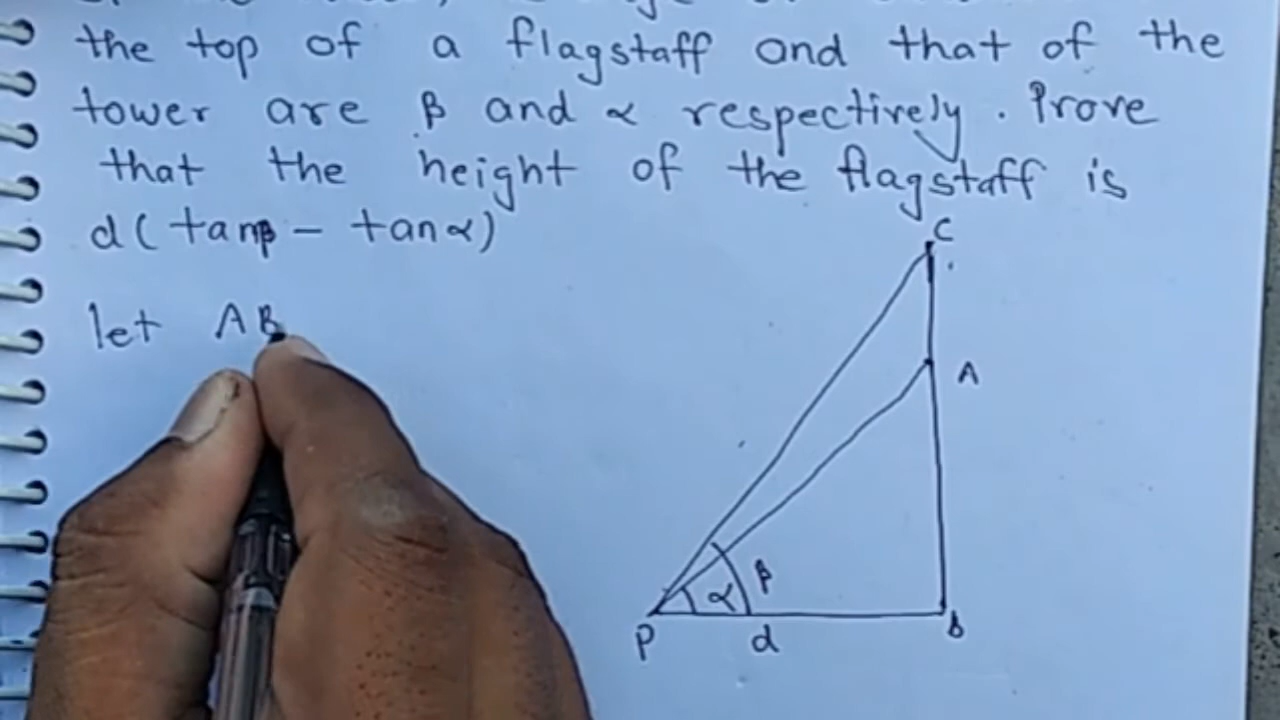 the top of a flagstaff and that of the
tower are β and α respectively. Prove
that the height of the flagstaff is
d(tanβ - tanα)
let AB
C
A
β
α
P
d
B